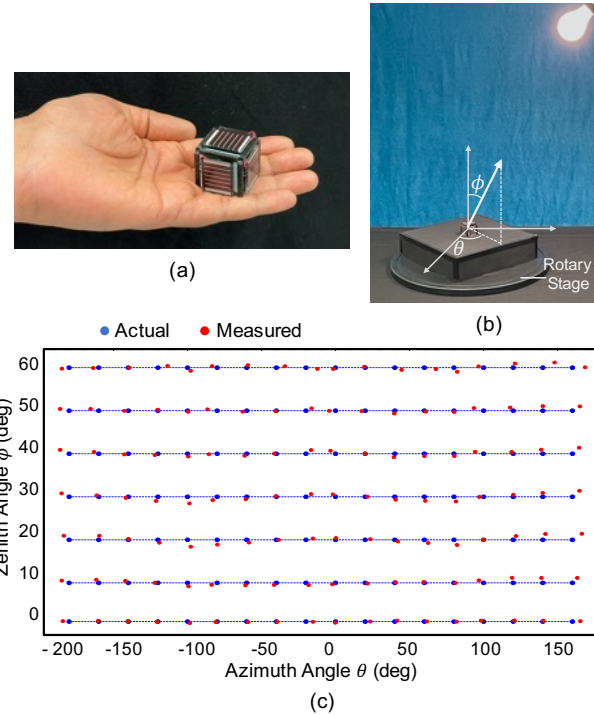 (a)
ϕ
θ
Rotary
Stage
(b)
Actual
Measured
60
50
40
30
20
10
0
Zenith Angle φ (deg)
- 200
-150
-100
-50
0
50
100
150
Azimuth Angle θ (deg)
(c)